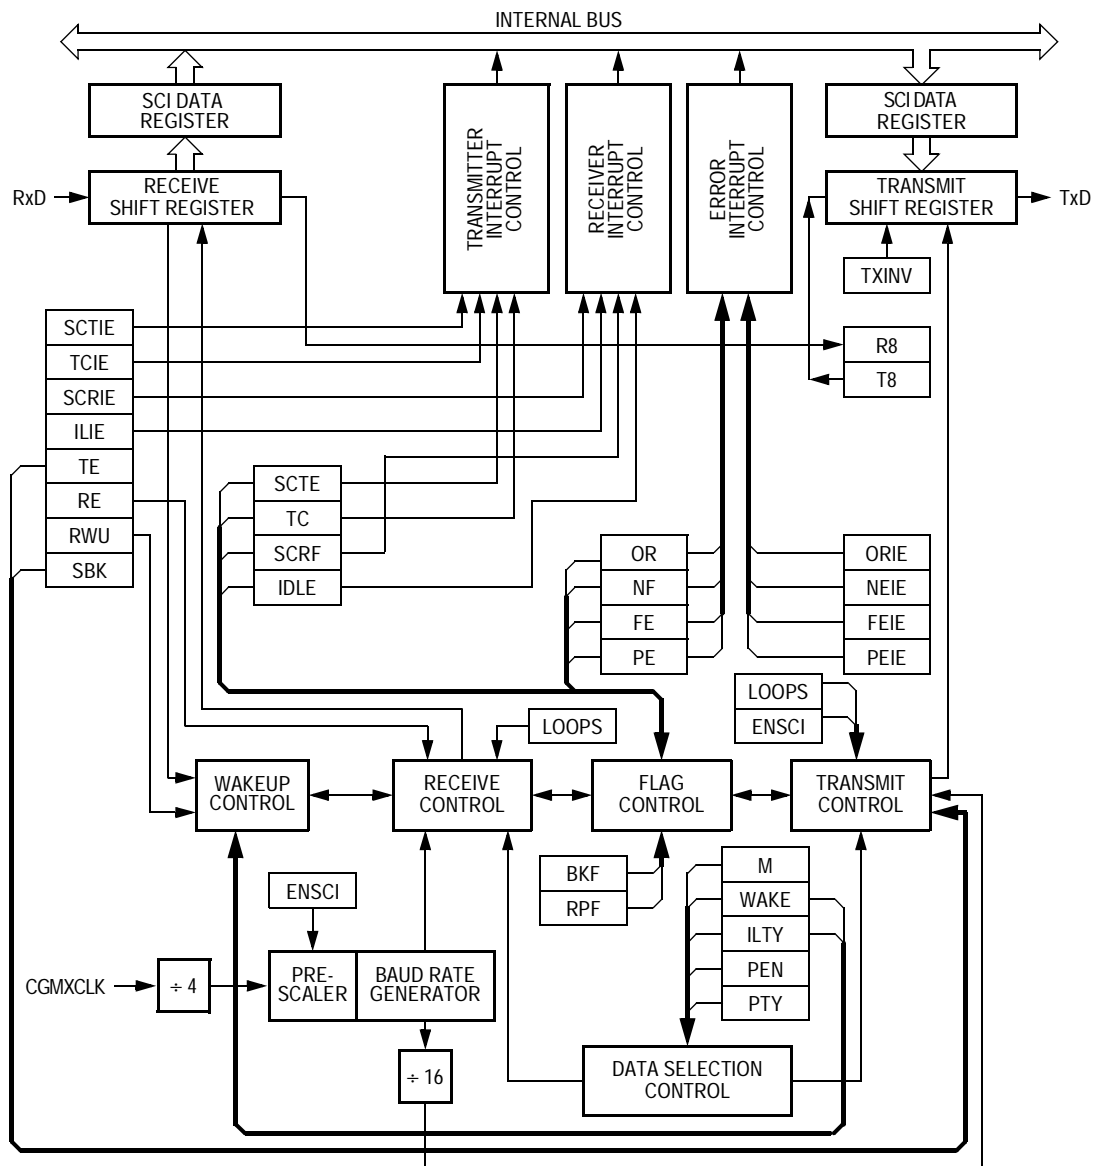 INTERNAL BUS
SCI DATA
REGISTER
SCI DATA
REGISTER
TRANSMITTER
INTERRUPT
CONTROL
RECEIVER
INTERRUPT
CONTROL
ERROR
INTERRUPT
CONTROL
RxD
RECEIVE
SHIFT REGISTER
TRANSMIT
SHIFT REGISTER
TxD
TXINV
SCTIE
TCIE
SCRIE
ILIE
TE
RE
RWU
SBK
R8
T8
SCTE
TC
SCRF
IDLE
OR
NF
FE
PE
ORIE
NEIE
FEIE
PEIE
LOOPS
LOOPS
ENSCI
WAKEUP
CONTROL
RECEIVE
CONTROL
FLAG
CONTROL
TRANSMIT
CONTROL
BKF
RPF
M
WAKE
ILTY
PEN
PTY
ENSCI
CGMXCLK
÷ 4
PRE-
SCALER
BAUD RATE
GENERATOR
÷ 16
DATA SELECTION
CONTROL